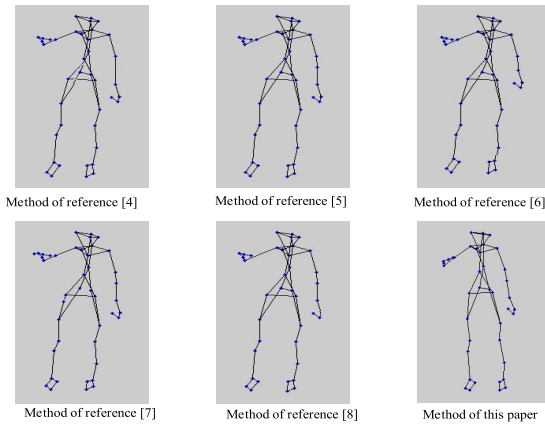 Method of reference [4]
Method of reference [5]
Method of reference [6]
Method of reference [7]
Method of reference [8]
Method of this paper